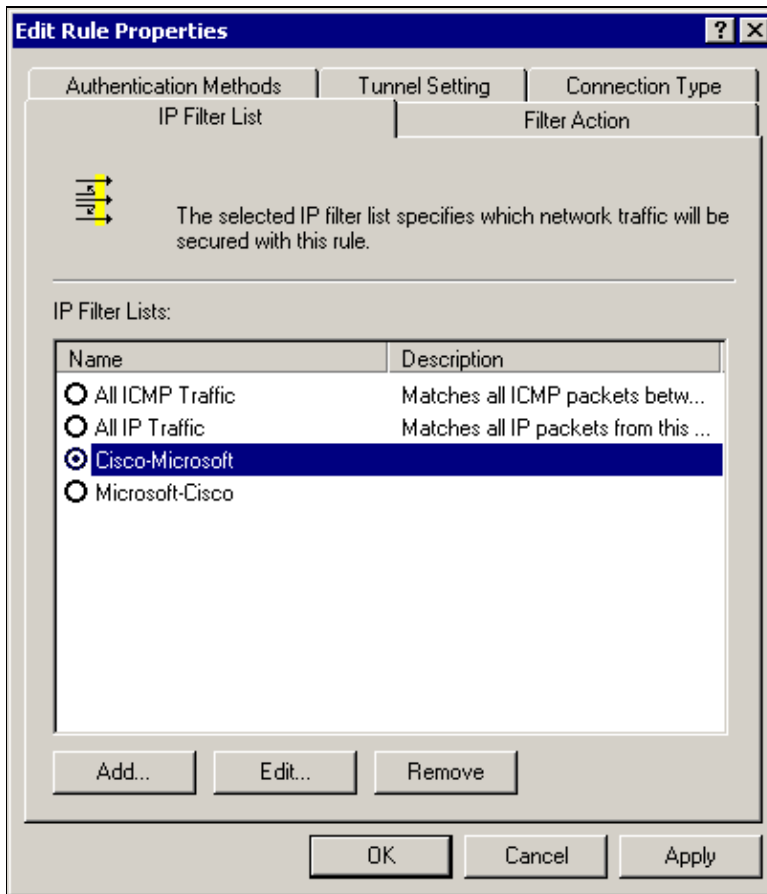 Edit Rule Properties
Authentication Methods
Tunnel Setting
Connection Type
IP Filter List
Filter Action
The selected IP filter list specifies which network traffic will be
secured with this rule.
IP Filter Lists:
Name Description
All ICMP Traffic Matches all ICMP packets betw...
All IP Traffic Matches all IP packets from this ...
Cisco-Microsoft
Microsoft-Cisco
Add... Edit... Remove
OK Cancel Apply